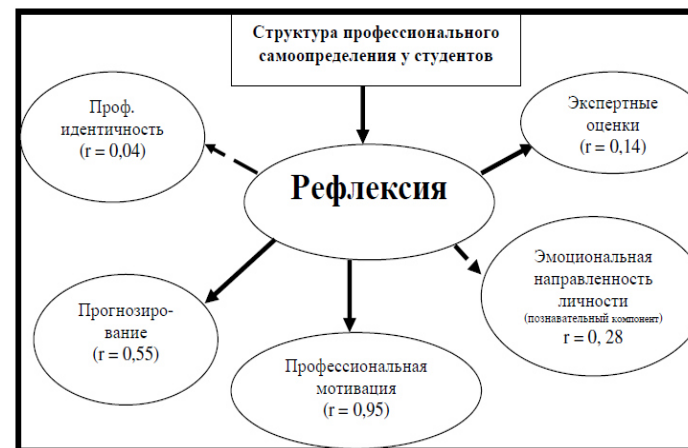 Структура профессионального
самоопределения у студентов
Проф.
идентичность
(r = 0,04)
Экспертные
оценки
(r = 0,14)
Рефлексия
Эмоциональная
направленность
личности
(познавательный компонент)
r = 0, 28
Прогнозиро-
вание
(r = 0,55)
Профессиональная
мотивация
(r = 0,95)